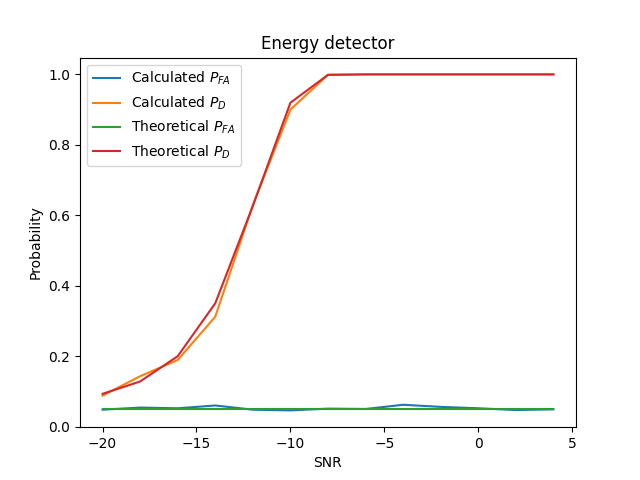 Energy detector
Calculated P_FA
Calculated P_D
Theoretical P_FA
Theoretical P_D
1.0
0.8
0.6
0.4
0.2
0.0
Probability
−20 −15 −10 −5 0 5
SNR